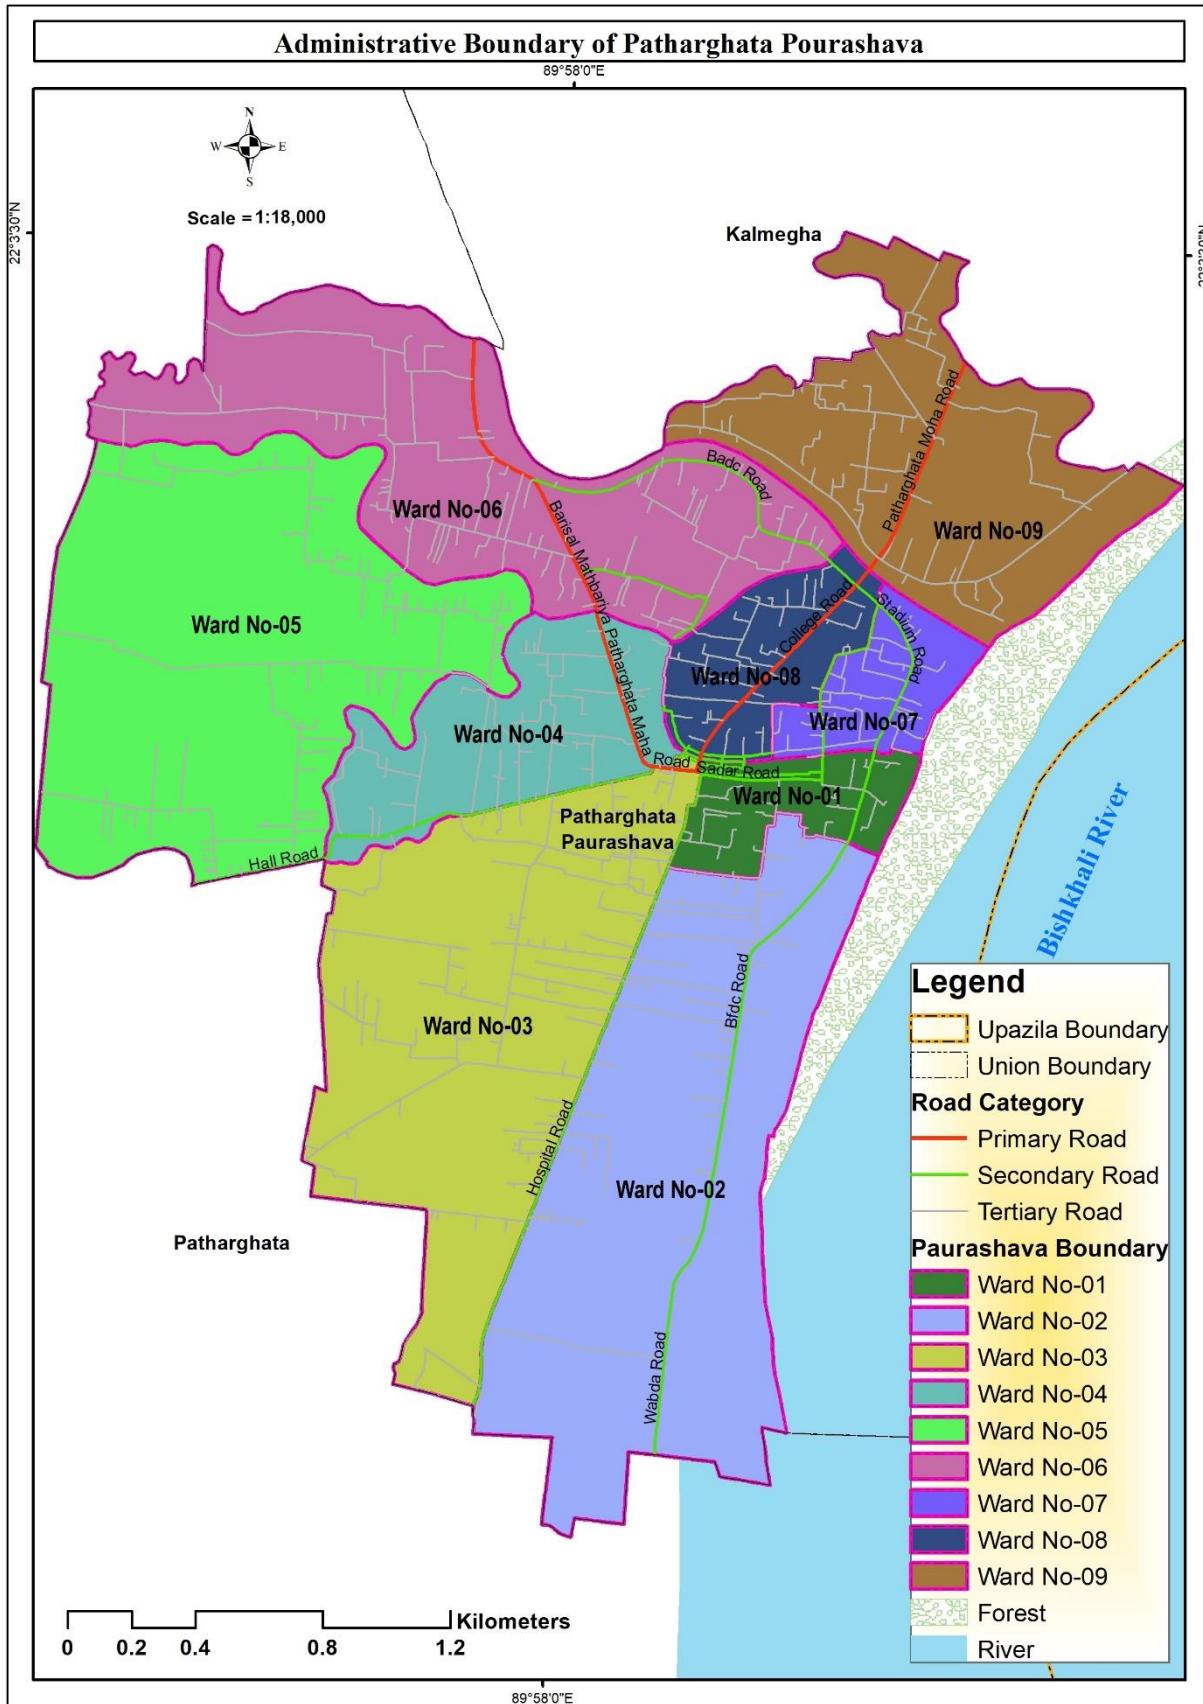 Administrative Boundary of Patharghata Pourashava
89°58'0"E
N
W
E
S
Scale = 1:18,000
22°3'30"N
Kalmegha
Patharghata Moha Road
Badc Road
Ward No-06
Ward No-09
Barisal Mathbariya Patharghata Maha Road
Ward No-05
College Road
Stadium Road
Ward No-08
Ward No-07
Ward No-04
Sadar Road
Ward No-01
Patharghata
Paurashava
Hall Road
Bishkhali River
Bfdc Road
Ward No-03
Hospital Road
Ward No-02
Patharghata
Wabda Road
Legend
Upazila Boundary
Union Boundary
Road Category
Primary Road
Secondary Road
Tertiary Road
Paurashava Boundary
Ward No-01
Ward No-02
Ward No-03
Ward No-04
Ward No-05
Ward No-06
Ward No-07
Ward No-08
Ward No-09
Forest
River
Kilometers
0 0.2 0.4 0.8 1.2
89°58'0"E